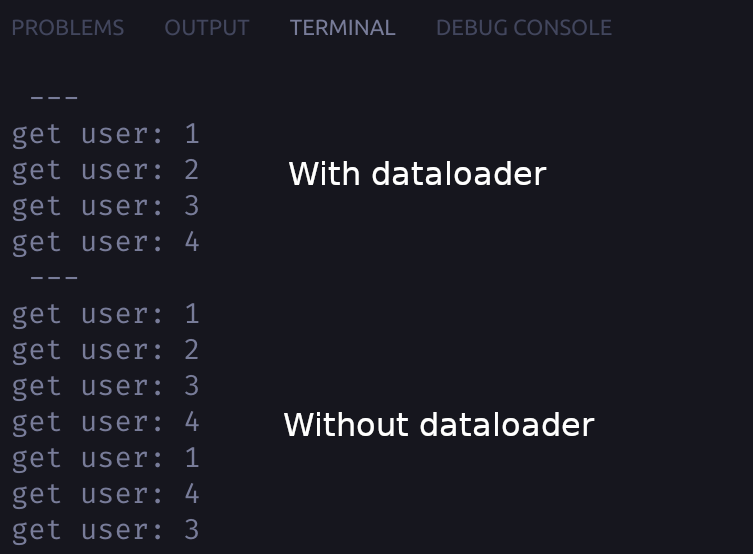 PROBLEMS OUTPUT TERMINAL DEBUG CONSOLE
---
get user: 1
get user: 2
With dataloader
get user: 3
get user: 4
---
get user: 1
get user: 2
get user: 3
get user: 4
Without dataloader
get user: 1
get user: 4
get user: 3